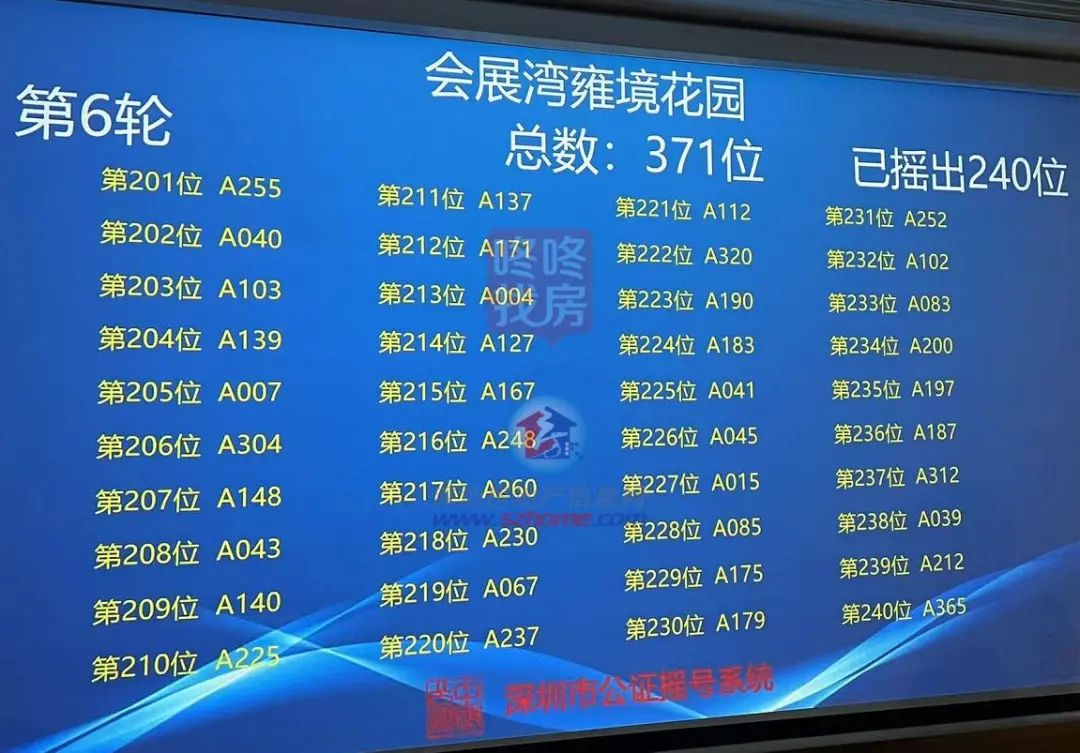 会展湾雍境花园
第6轮
总数：371位
已摇出240位
第201位 A255
第202位 A040
第203位 A103
第204位 A139
第205位 A007
第206位 A304
第207位 A148
第208位 A043
第209位 A140
第210位 A225
第211位 A137
第212位 A171
第213位 A004
第214位 A127
第215位 A167
第216位 A248
第217位 A260
第218位 A230
第219位 A067
第220位 A237
第221位 A112
第222位 A320
第223位 A190
第224位 A183
第225位 A041
第226位 A045
第227位 A015
第228位 A085
第229位 A175
第230位 A179
第231位 A252
第232位 A102
第233位 A083
第234位 A200
第235位 A197
第236位 A187
第237位 A312
第238位 A039
第239位 A212
第240位 A365
咚咚
找房
www.szhome.com
深圳市公证摇号系统